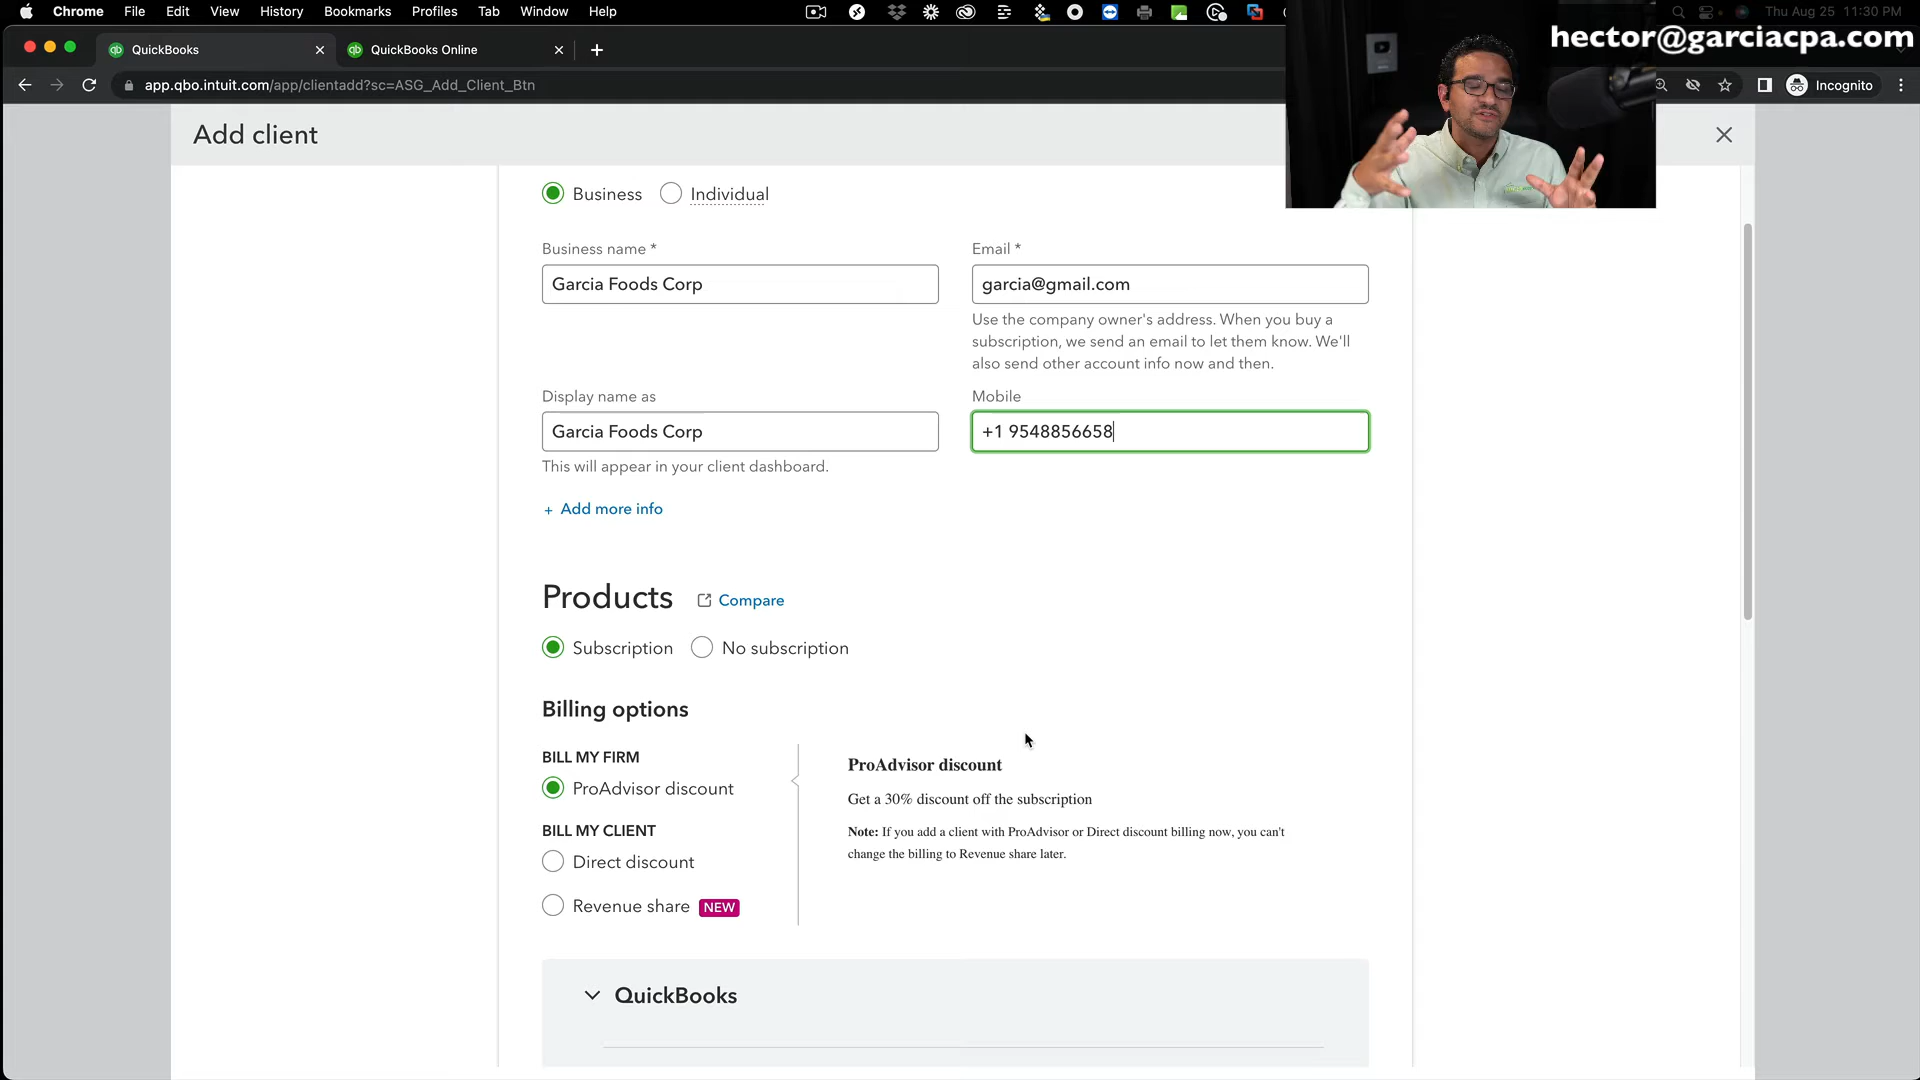 Chrome File Edit View History Bookmarks Profiles Tab Window Help
Thu Aug 25 11:30 PM
hector@garciacpa.com
QuickBooks
QuickBooks Online
app.qbo.intuit.com/app/clientadd?sc=ASG_Add_Client_Btn
Incognito
Add client
Business Individual
Business name *
Email *
Garcia Foods Corp
garcia@gmail.com
Use the company owner's address. When you buy a
subscription, we send an email to let them know. We'll
also send other account info now and then.
Display name as
Mobile
Garcia Foods Corp
+1 9548856658
This will appear in your client dashboard.
+ Add more info
Products Compare
Subscription No subscription
Billing options
BILL MY FIRM
ProAdvisor discount
BILL MY CLIENT
Direct discount
Revenue share NEW
ProAdvisor discount
Get a 30% discount off the subscription
Note: If you add a client with ProAdvisor or Direct discount billing now, you can't
change the billing to Revenue share later.
QuickBooks